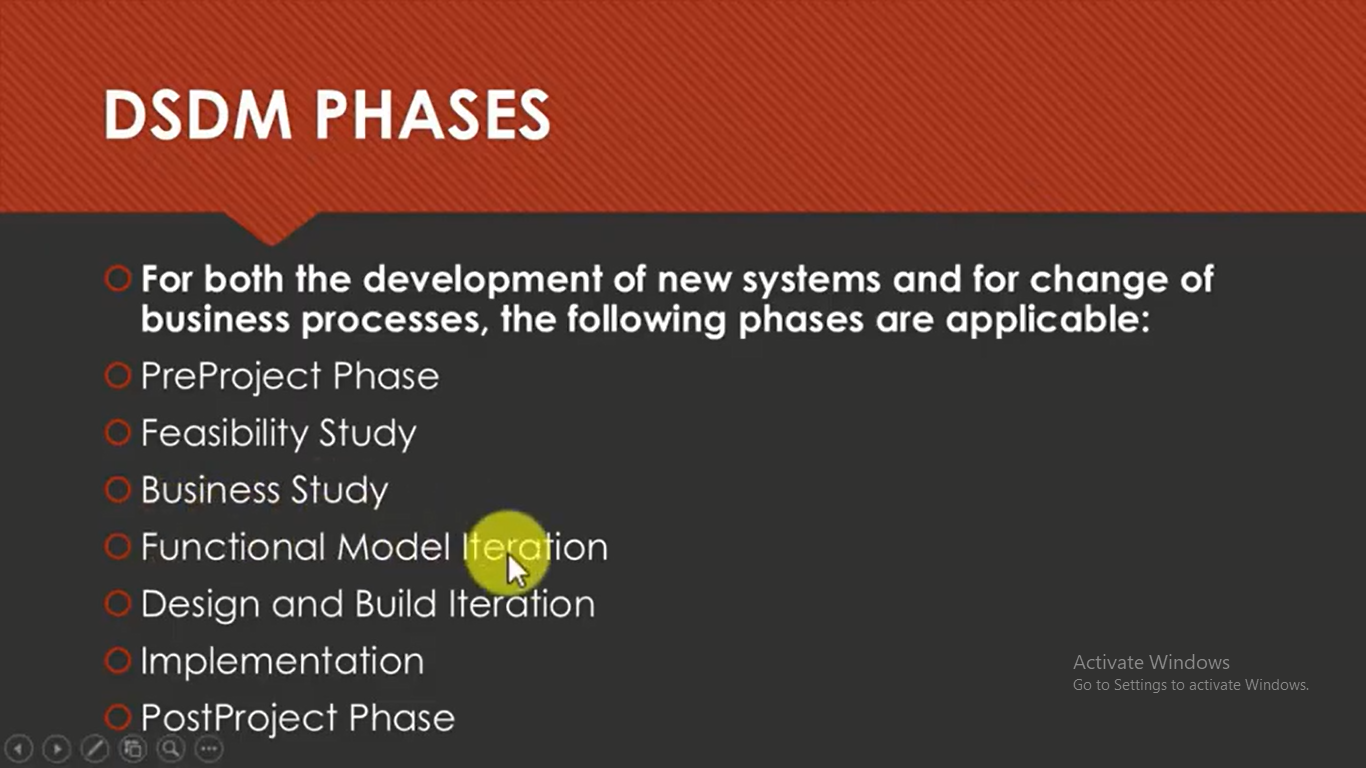 DSDM PHASES
For both the development of new systems and for change of
business processes, the following phases are applicable:
PreProject Phase
Feasibility Study
Business Study
Functional Model Iteration
Design and Build Iteration
Implementation
PostProject Phase
Activate Windows
Go to Settings to activate Windows.